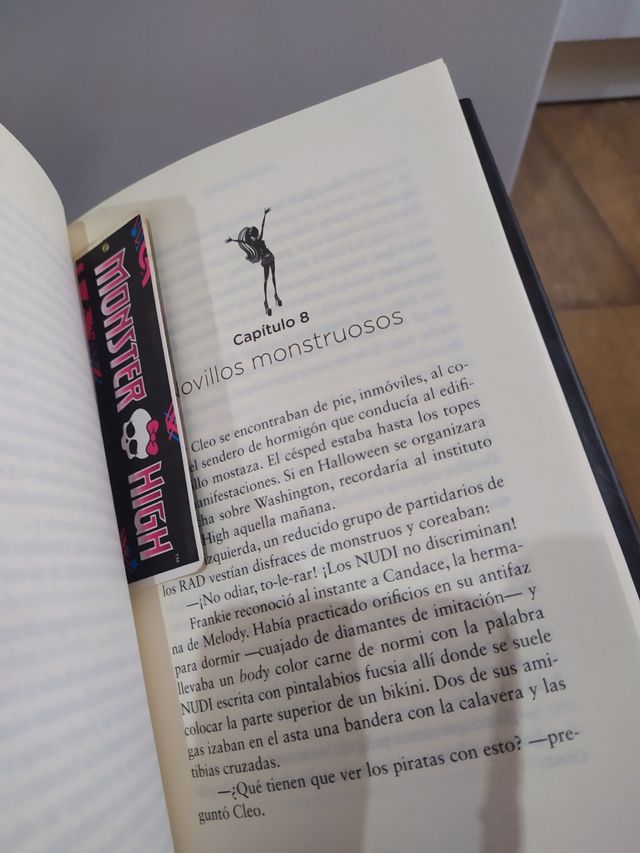 MONSTER HIGH
Capítulo 8
Novillos monstruosos
Cleo se encontraban de pie, inmóviles, al co-
el sendero de hormigón que conducía al edifi-
llo mostaza. El césped estaba hasta los topes
anifestaciones. Si en Halloween se organizara
cha sobre Washington, recordaría al instituto
High aquella mañana.
izquierda, un reducido grupo de partidarios de
los RAD vestían disfraces de monstruos y coreaban:
—¡No odiar, to-le-rar! ¡Los NUDI no discriminan!
Frankie reconoció al instante a Candace, la herma-
na de Melody. Había practicado orificios en su antifaz
para dormir —cuajado de diamantes de imitación— y
llevaba un body color carne de normi con la palabra
NUDI escrita con pintalabios fucsia allí donde se suele
colocar la parte superior de un bikini. Dos de sus ami-
gas izaban en el asta una bandera con la calavera y las
tibias cruzadas.
—¿Qué tienen que ver los piratas con esto? —pre-
guntó Cleo.